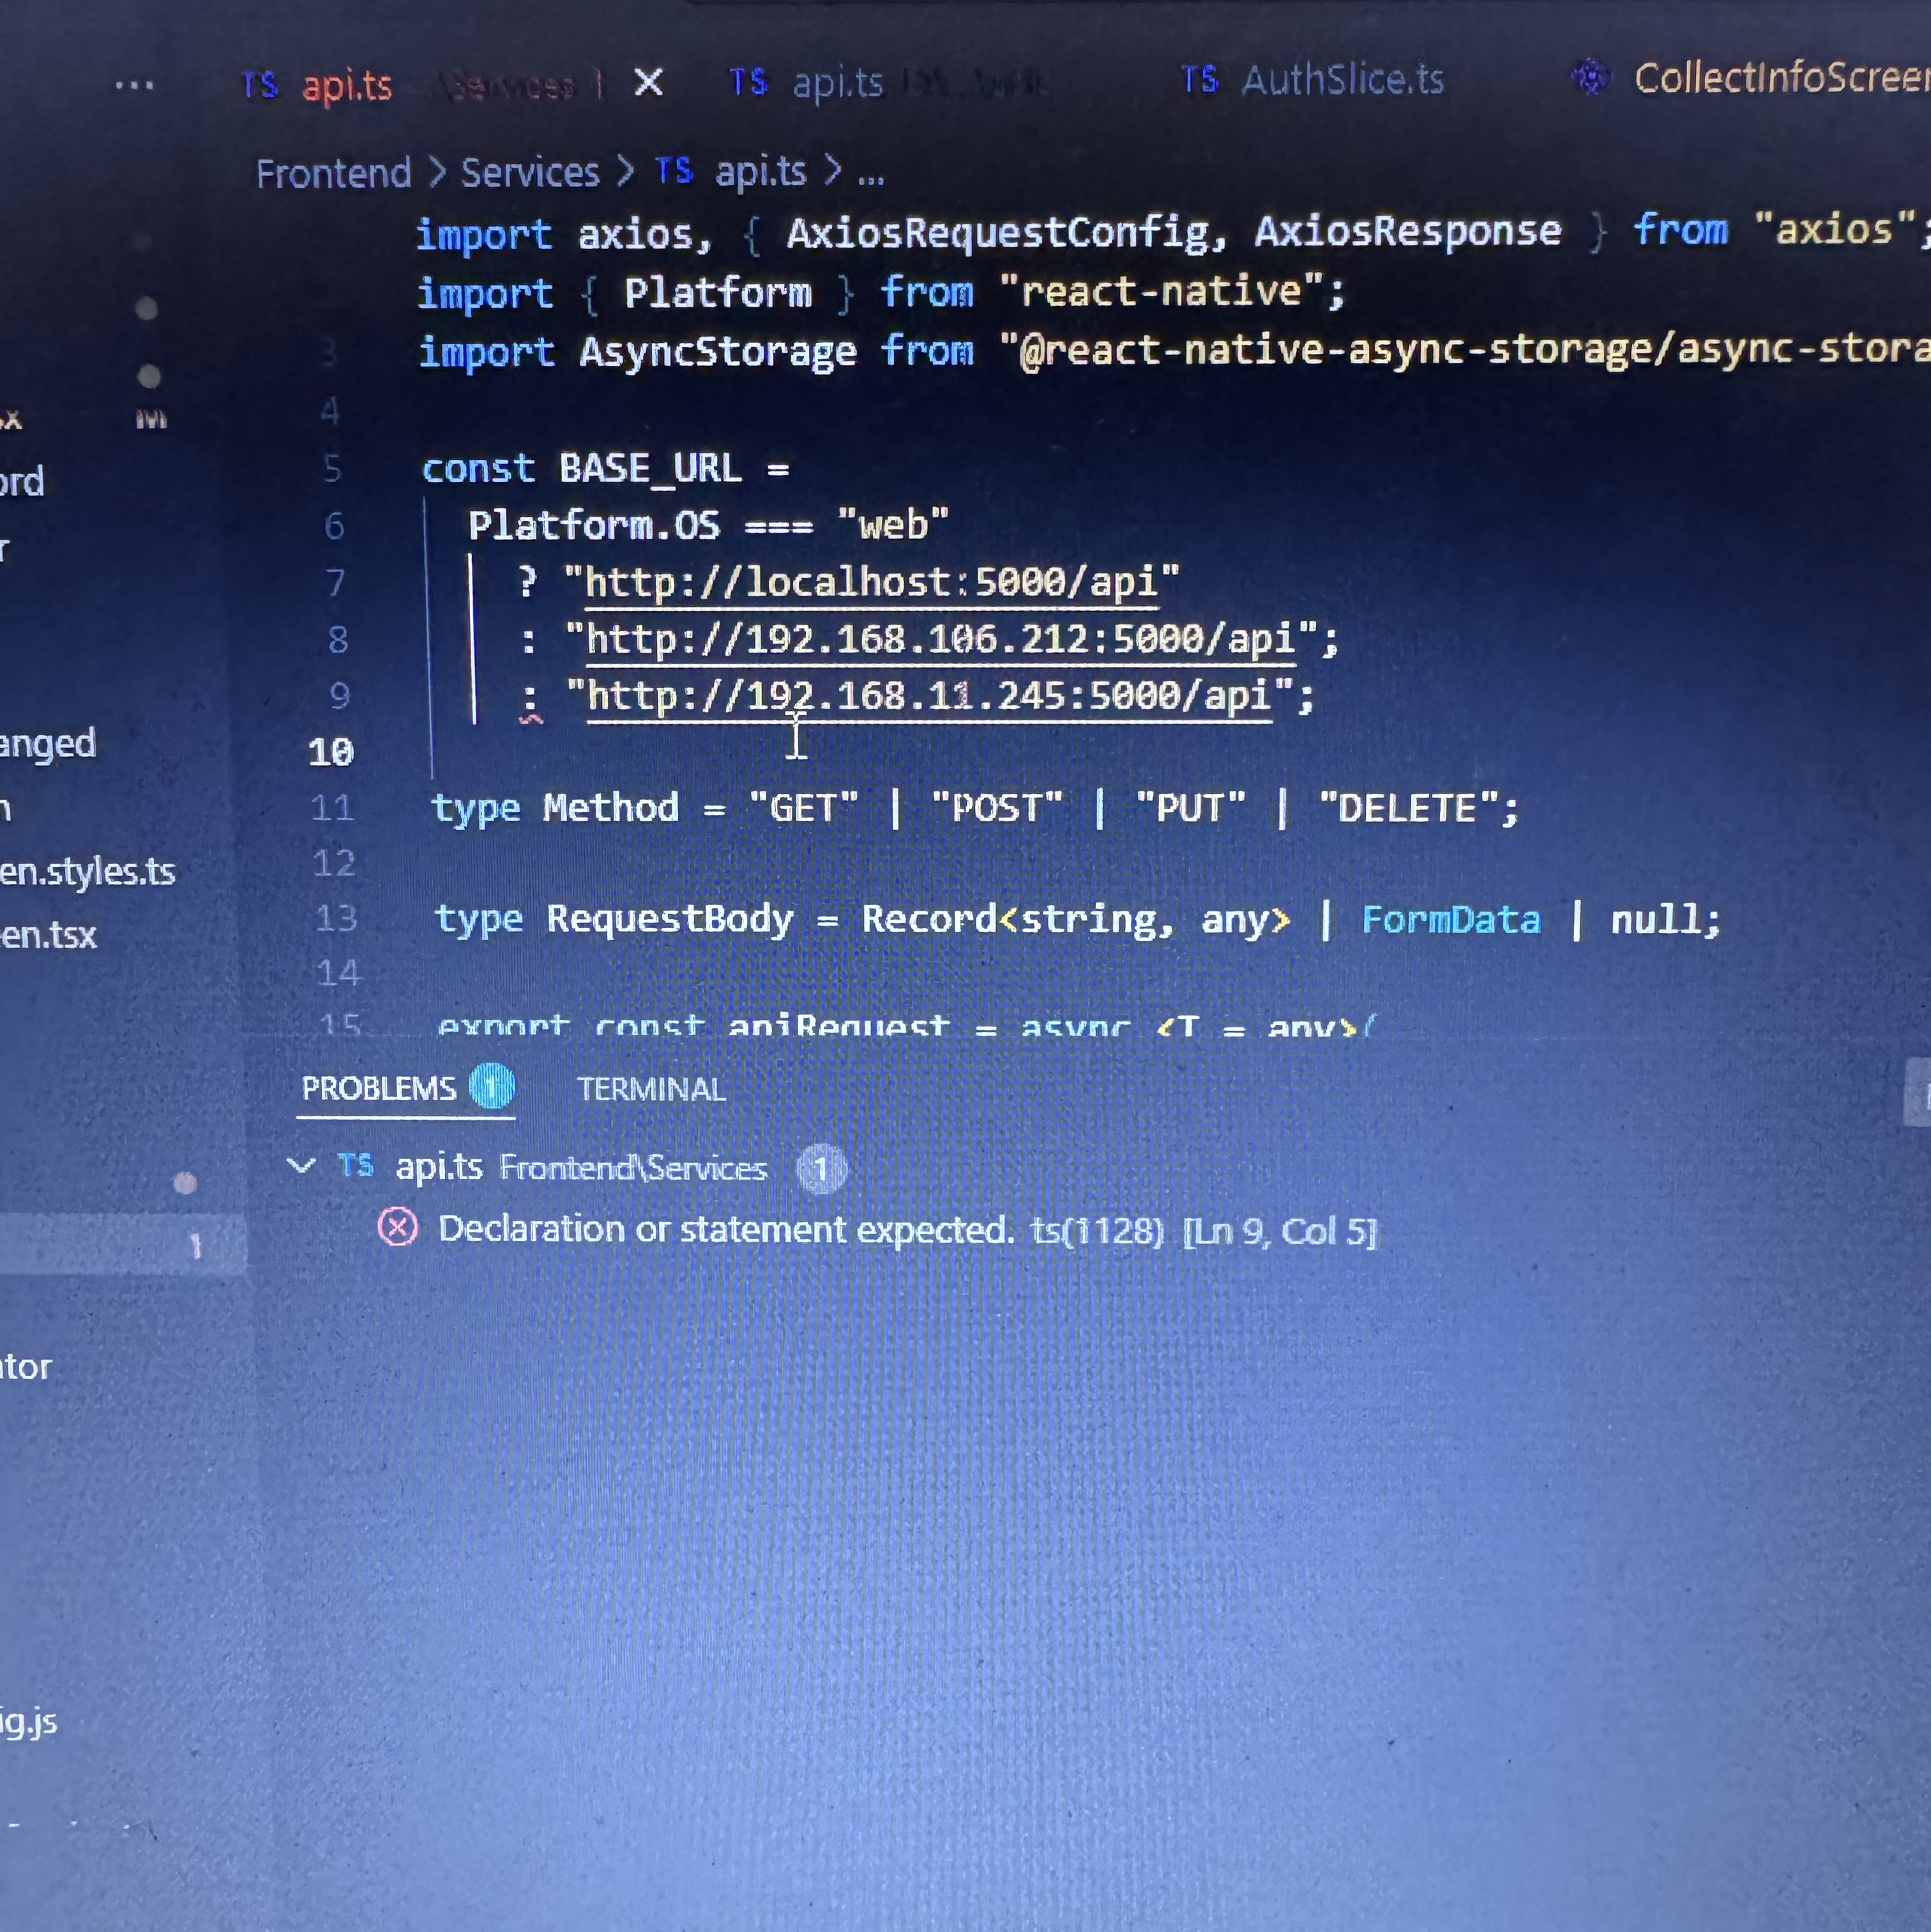 ... TS api.ts ..\Services 1 X TS api.ts TS AuthSlice.ts CollectInfoScreen
Frontend > Services > TS api.ts > ...
import axios, { AxiosRequestConfig, AxiosResponse } from "axios";
import { Platform } from "react-native";
3 import AsyncStorage from "@react-native-async-storage/async-stora
4
5 const BASE_URL =
6 Platform.OS === "web"
7 ? "http://localhost:5000/api"
8 : "http://192.168.106.212:5000/api";
9 : "http://192.168.11.245:5000/api";
10
11 type Method = "GET" | "POST" | "PUT" | "DELETE";
12
13 type RequestBody = Record<string, any> | FormData | null;
14
15 export const apiRequest = async <T = any>(
x M
ord
r
anged
n
en.styles.ts
en.tsx
1
ator
ig.js
PROBLEMS 1 TERMINAL
TS api.ts Frontend\Services 1
Declaration or statement expected. ts(1128) [Ln 9, Col 5]